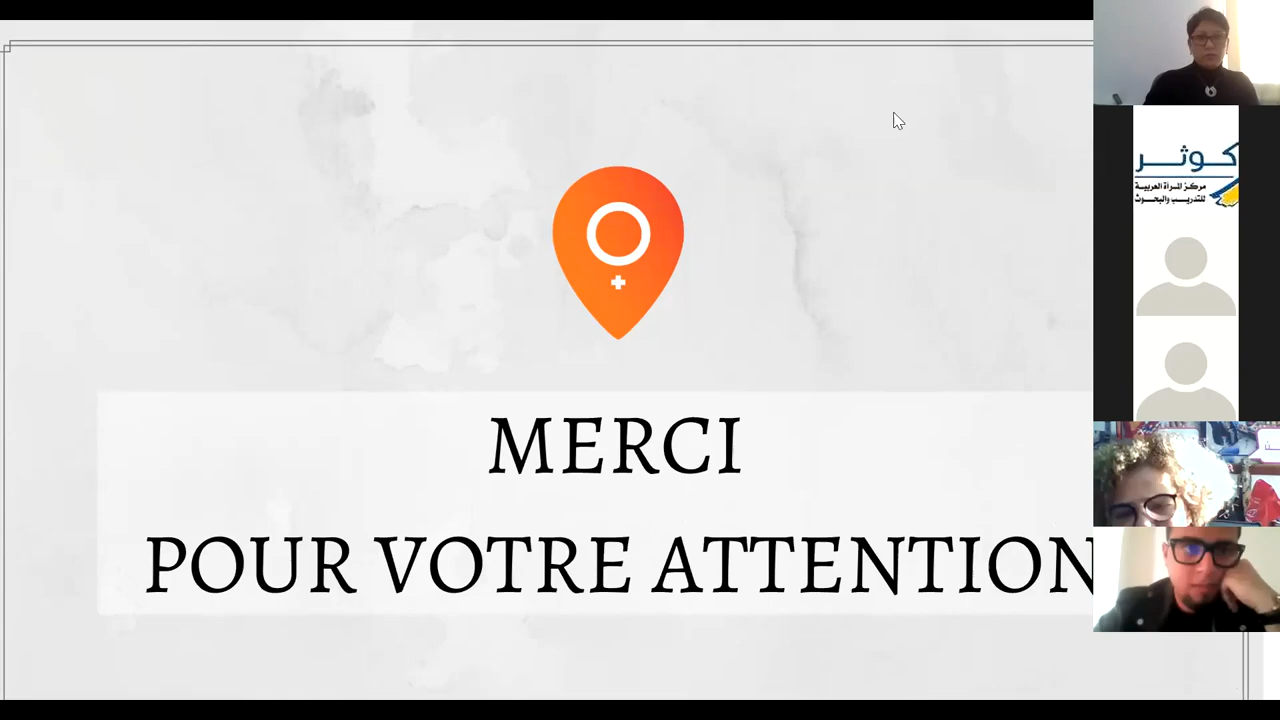 MERCI
POUR VOTRE ATTENTION
كوثر
مركز المرأة العربية
للتدريب والبحوث